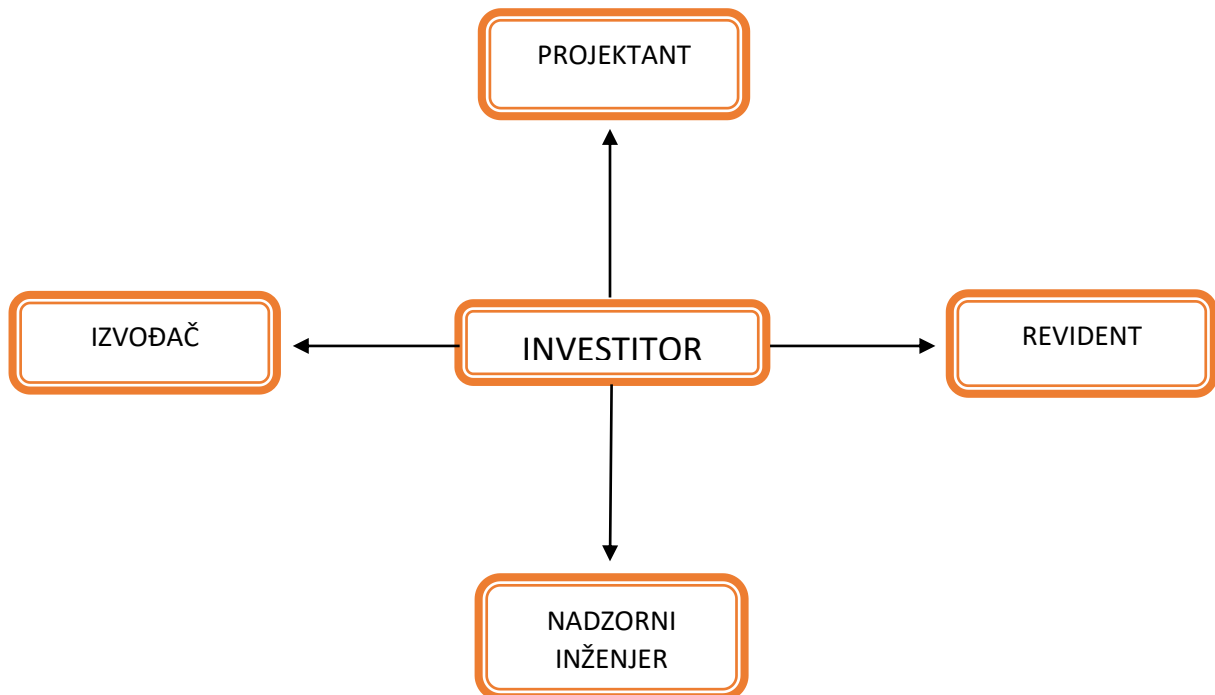 PROJEKTANT
IZVOĐAČ
INVESTITOR
REVIDENT
NADZORNI
INŽENJER